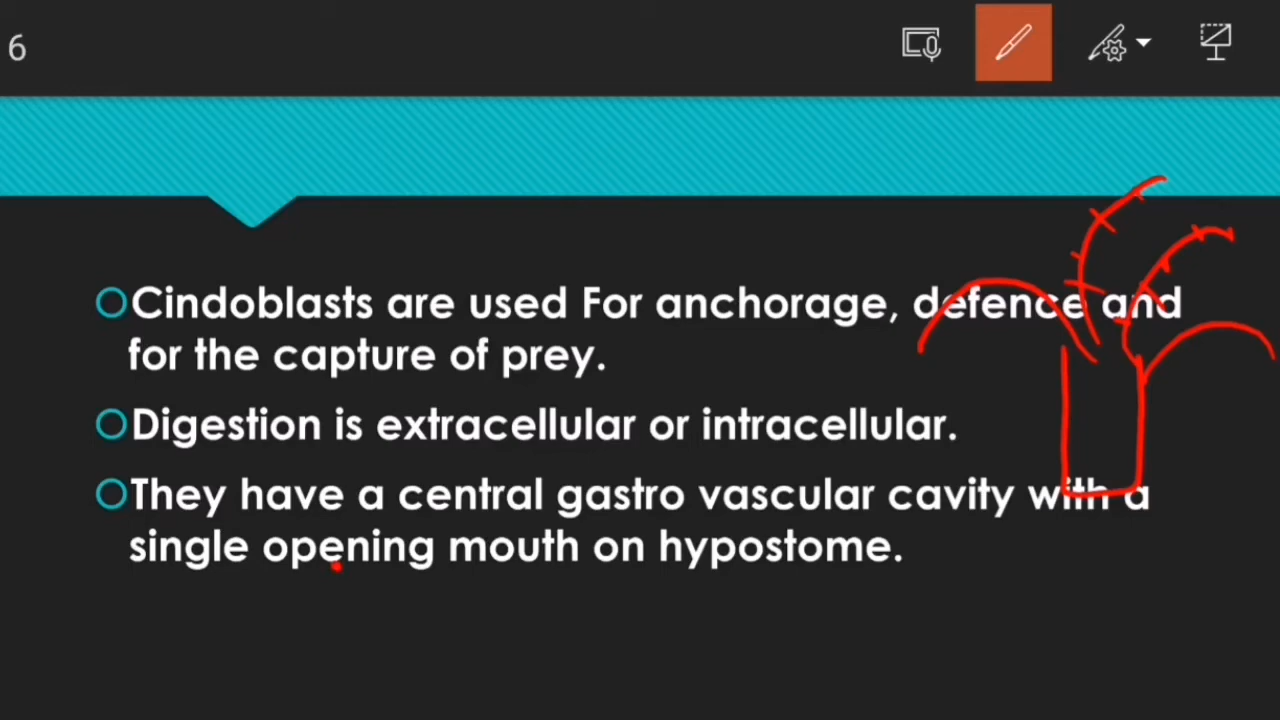 6
Cindoblasts are used For anchorage, defence and
for the capture of prey.
Digestion is extracellular or intracellular.
They have a central gastro vascular cavity with a
single opening mouth on hypostome.